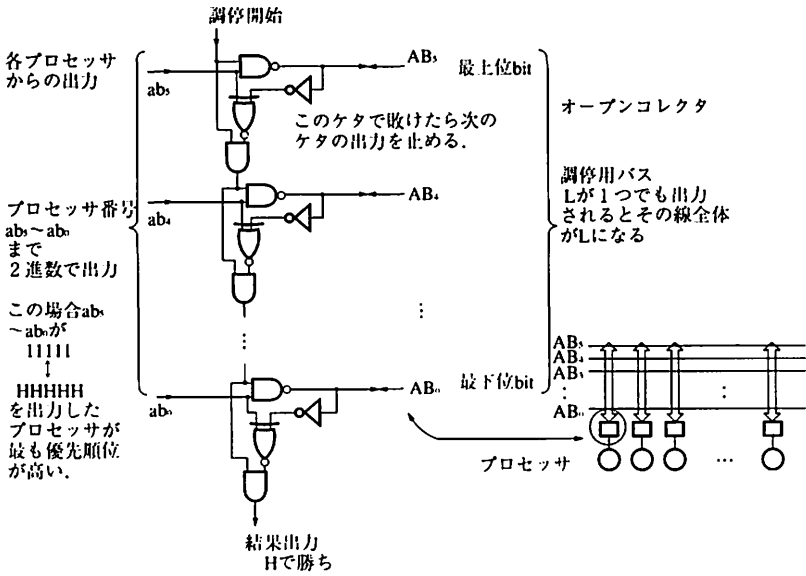 調停開始
各プロセッサ
からの出力
ab₅
AB₅
最上位bit
このケタで敗けたら次の
ケタの出力を止める.
オープンコレクタ
調停用バス
Lが1つでも出力
されるとその線全体
がLになる
プロセッサ番号
ab₅~ab₀
まで
2進数で出力
ab₄
AB₄
この場合ab₅
~ab₀が
11111
↕
HHHHH
を出力した
プロセッサが
最も優先順位
が高い.
⋮
⋮
ab₀
AB₀
最下位bit
AB₅
AB₄
AB₃
⋮
AB₀
⋮
プロセッサ
…
結果出力
Hで勝ち